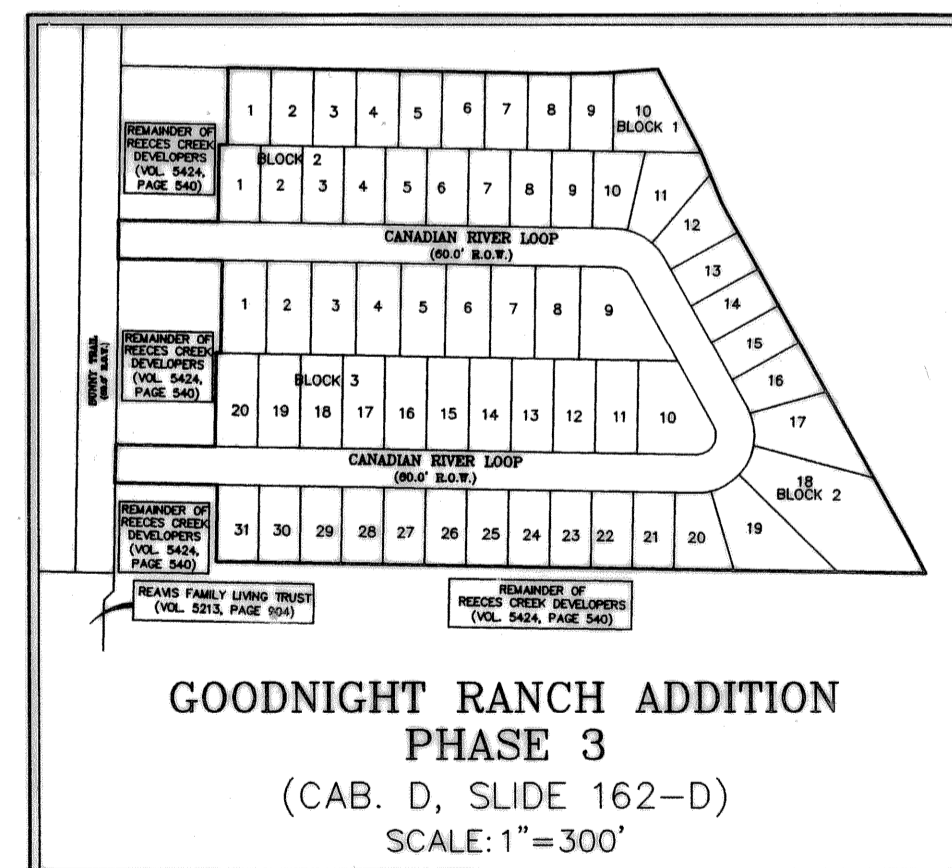 1 2 3 4 5 6 7 8 9 10
BLOCK 1
REMAINDER OF
REECES CREEK
DEVELOPERS
(VOL. 5424,
PAGE 540)
BLOCK 2
1 2 3 4 5 6 7 8 9 10 11
12
13
14
15
16
17
18
BLOCK 2
19
CANADIAN RIVER LOOP
(60.0' R.O.W.)
1 2 3 4 5 6 7 8 9
BUNNY TRAIL
(60.0' R.O.W.)
REMAINDER OF
REECES CREEK
DEVELOPERS
(VOL. 5424,
PAGE 540)
BLOCK 3
20 19 18 17 16 15 14 13 12 11 10
CANADIAN RIVER LOOP
(60.0' R.O.W.)
REMAINDER OF
REECES CREEK
DEVELOPERS
(VOL. 5424,
PAGE 540)
31 30 29 28 27 26 25 24 23 22 21 20
REAVIS FAMILY LIVING TRUST
(VOL. 5213, PAGE 904)
REMAINDER OF
REECES CREEK DEVELOPERS
(VOL. 5424, PAGE 540)
GOODNIGHT RANCH ADDITION
PHASE 3
(CAB. D, SLIDE 162-D)
SCALE: 1"=300'